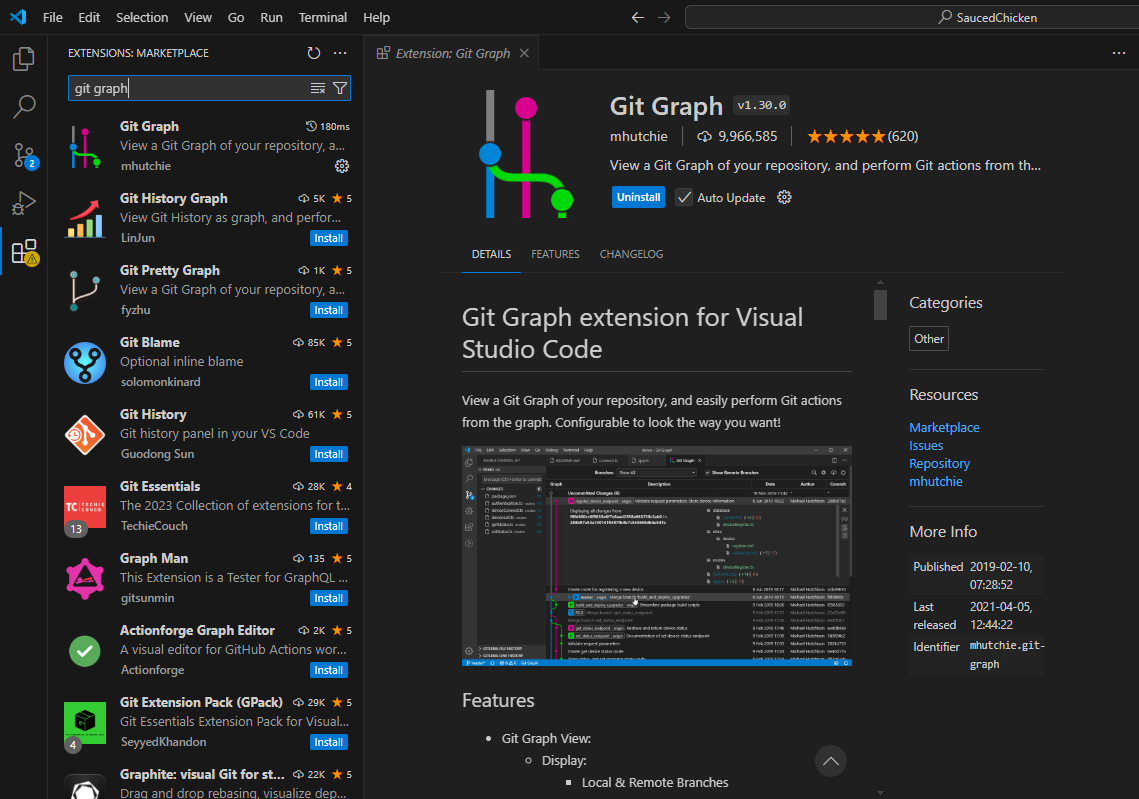 File Edit Selection View Go Run Terminal Help
SaucedChicken
EXTENSIONS: MARKETPLACE
git graph
2
Git Graph
180ms
View a Git Graph of your repository, a...
mhutchie
Git History Graph
5K 5
View Git History as graph, and perfor...
LinJun
Install
Git Pretty Graph
1K 5
View a Git Graph of your repository, a...
fyzhu
Install
Git Blame
85K 5
Optional inline blame
solomonkinard
Install
Git History
61K 5
Git history panel in your VS Code
Guodong Sun
Install
Git Essentials
28K 4
The 2023 Collection of extensions for t...
TechieCouch
Install
13
Graph Man
135 5
This Extension is a Tester for GraphQL ...
gitsunmin
Install
Actionforge Graph Editor
2K 5
A visual editor for GitHub Actions wor...
Actionforge
Install
Git Extension Pack (GPack)
29K 5
Git Essentials Extension Pack for Visual...
SeyyedKhandon
Install
4
Graphite: visual Git for st...
22K 5
Drag and drop rebasing, visualize dep...
Extension: Git Graph
Git Graph v1.30.0
mhutchie 9,966,585 (620)
View a Git Graph of your repository, and perform Git actions from th...
Uninstall Auto Update
DETAILS FEATURES CHANGELOG
Git Graph extension for Visual
Studio Code
View a Git Graph of your repository, and easily perform Git actions
from the graph. Configurable to look the way you want!
Features
Git Graph View:
Display:
Local & Remote Branches
Categories
Other
Resources
Marketplace
Issues
Repository
mhutchie
More Info
Published 2019-02-10,
07:28:52
Last 2021-04-05,
released 12:44:22
Identifier mhutchie.git-
graph